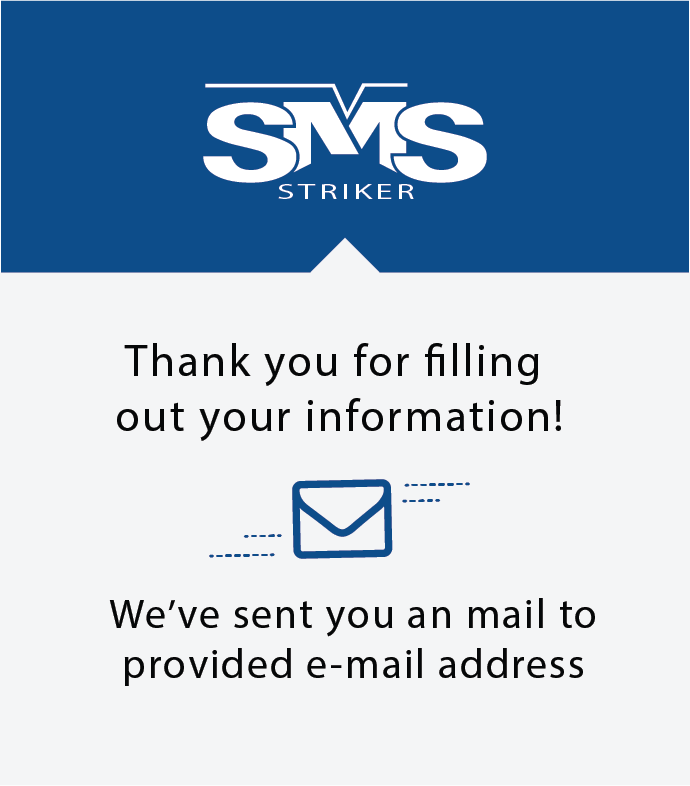 SMS
STRIKER
Thank you for filling
out your information!
We’ve sent you an mail to
provided e-mail address